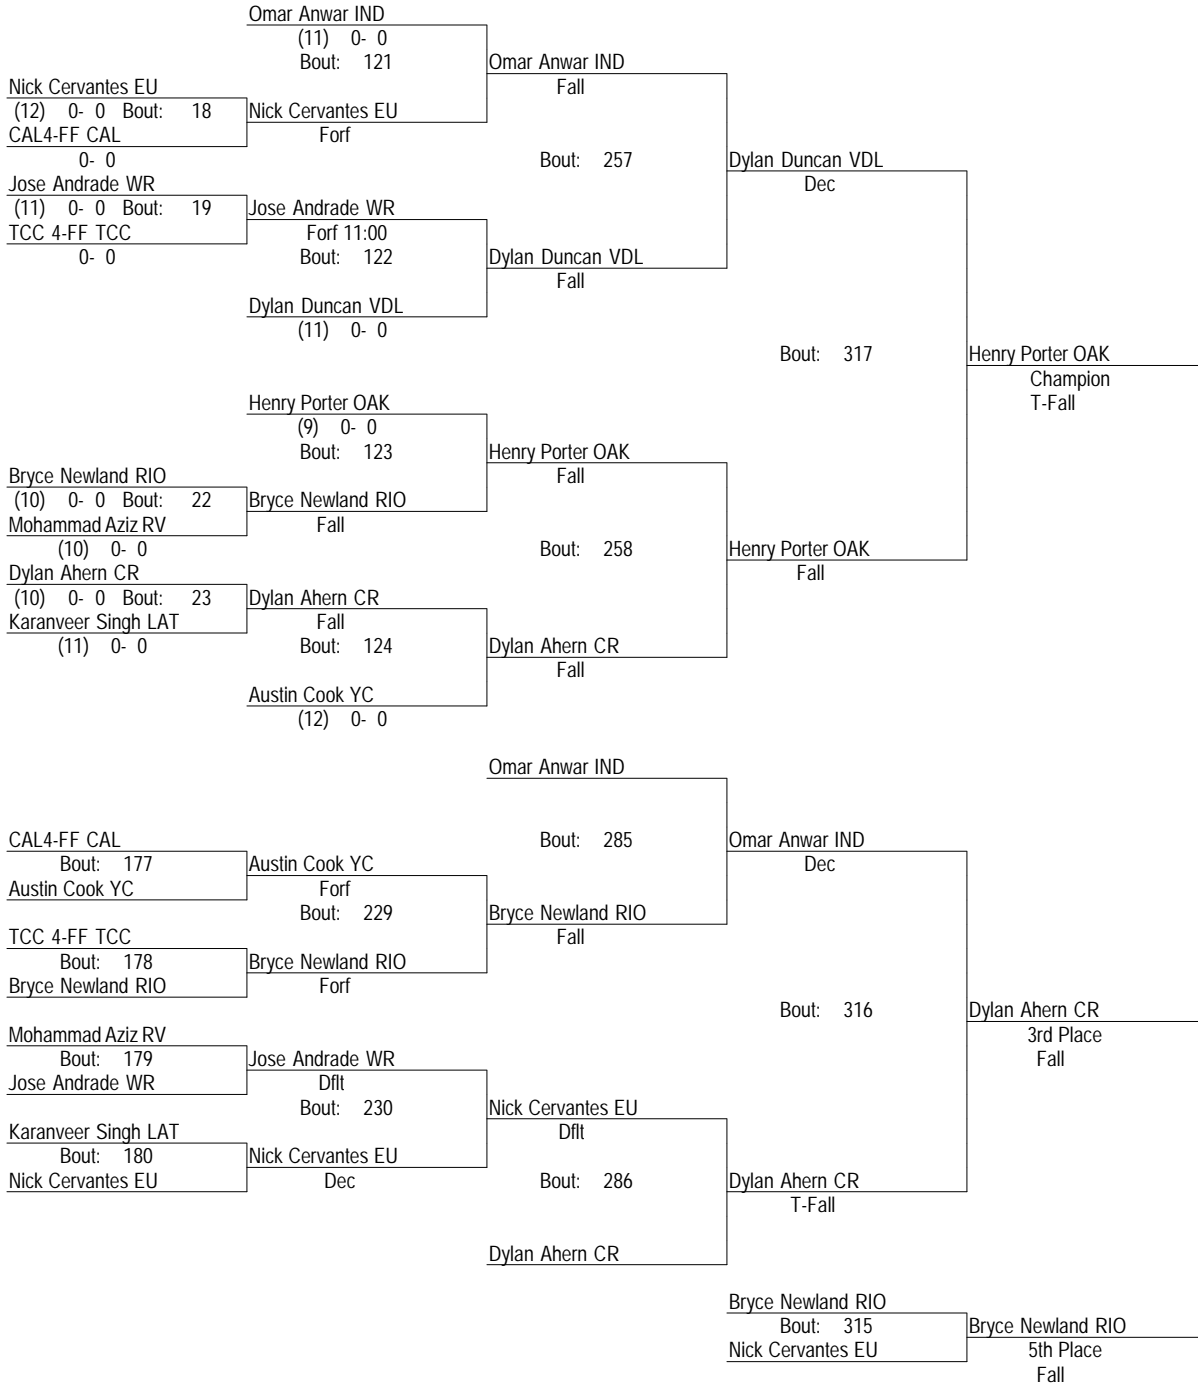 Omar Anwar IND
(11) 0- 0
Bout: 121
Omar Anwar IND
Fall
Nick Cervantes EU
(12) 0- 0 Bout: 18
Nick Cervantes EU
CAL4-FF CAL
Forf
0- 0
Bout: 257
Dylan Duncan VDL
Dec
Jose Andrade WR
(11) 0- 0 Bout: 19
Jose Andrade WR
TCC 4-FF TCC
Forf 11:00
0- 0
Bout: 122
Dylan Duncan VDL
Fall
Dylan Duncan VDL
(11) 0- 0
Bout: 317
Henry Porter OAK
Champion
T-Fall
Henry Porter OAK
(9) 0- 0
Bout: 123
Henry Porter OAK
Fall
Bryce Newland RIO
(10) 0- 0 Bout: 22
Bryce Newland RIO
Mohammad Aziz RV
Fall
(10) 0- 0
Bout: 258
Henry Porter OAK
Fall
Dylan Ahern CR
(10) 0- 0 Bout: 23
Dylan Ahern CR
Karanveer Singh LAT
Fall
(11) 0- 0
Bout: 124
Dylan Ahern CR
Fall
Austin Cook YC
(12) 0- 0
Omar Anwar IND
Bout: 285
Omar Anwar IND
Dec
CAL4-FF CAL
Bout: 177
Austin Cook YC
Austin Cook YC
Forf
Bout: 229
Bryce Newland RIO
Fall
TCC 4-FF TCC
Bout: 178
Bryce Newland RIO
Bryce Newland RIO
Forf
Bout: 316
Dylan Ahern CR
3rd Place
Fall
Mohammad Aziz RV
Bout: 179
Jose Andrade WR
Jose Andrade WR
Dflt
Bout: 230
Nick Cervantes EU
Dflt
Karanveer Singh LAT
Bout: 180
Nick Cervantes EU
Nick Cervantes EU
Dec
Bout: 286
Dylan Ahern CR
T-Fall
Dylan Ahern CR
Bryce Newland RIO
Bout: 315
Bryce Newland RIO
Nick Cervantes EU
5th Place
Fall